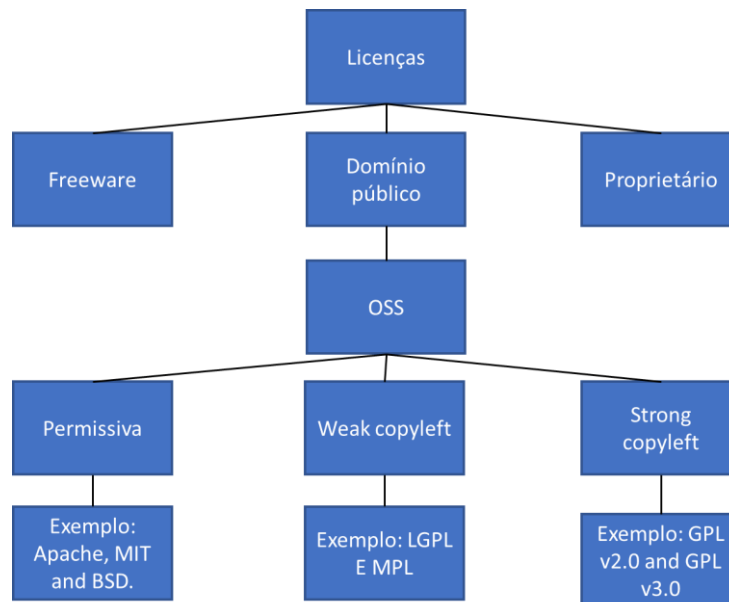 Licenças
Freeware
Domínio
público
Proprietário
OSS
Permissiva
Weak copyleft
Strong
copyleft
Exemplo:
Apache, MIT
and BSD.
Exemplo: LGPL
E MPL
Exemplo: GPL
v2.0 and GPL
v3.0